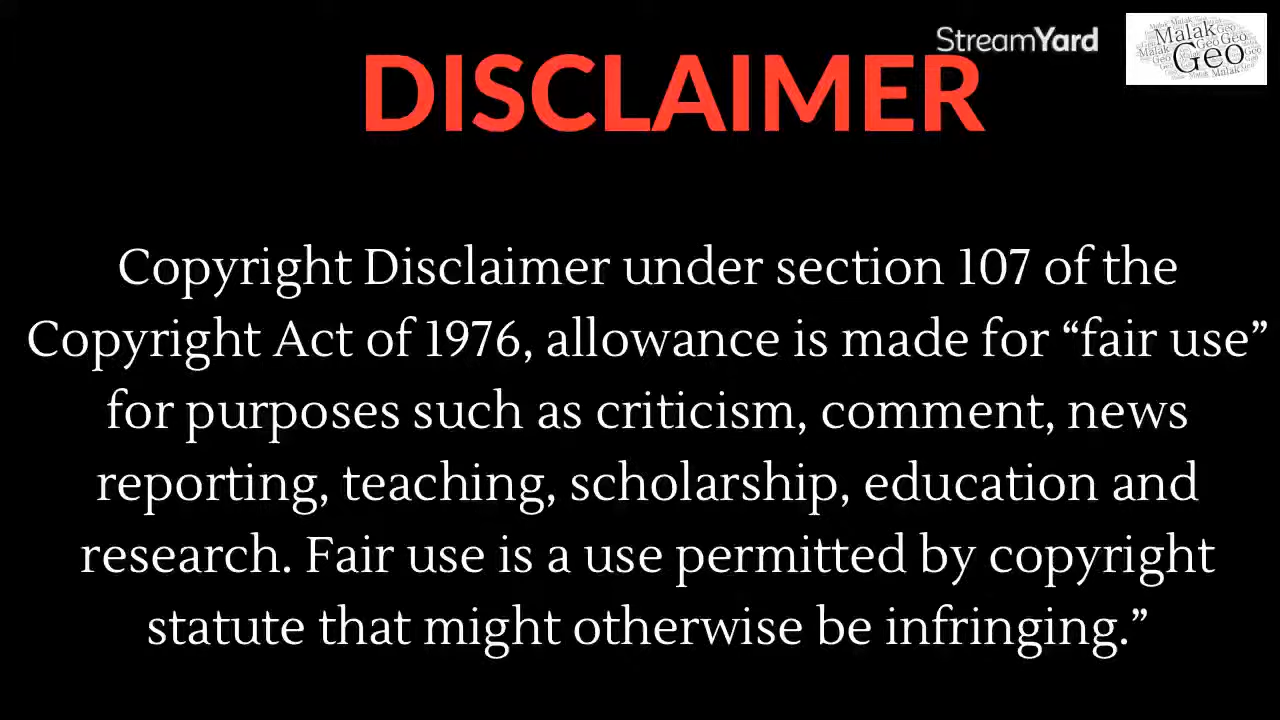 StreamYard
Malak
Geo
DISCLAIMER
Copyright Disclaimer under section 107 of the
Copyright Act of 1976, allowance is made for “fair use”
for purposes such as criticism, comment, news
reporting, teaching, scholarship, education and
research. Fair use is a use permitted by copyright
statute that might otherwise be infringing.”